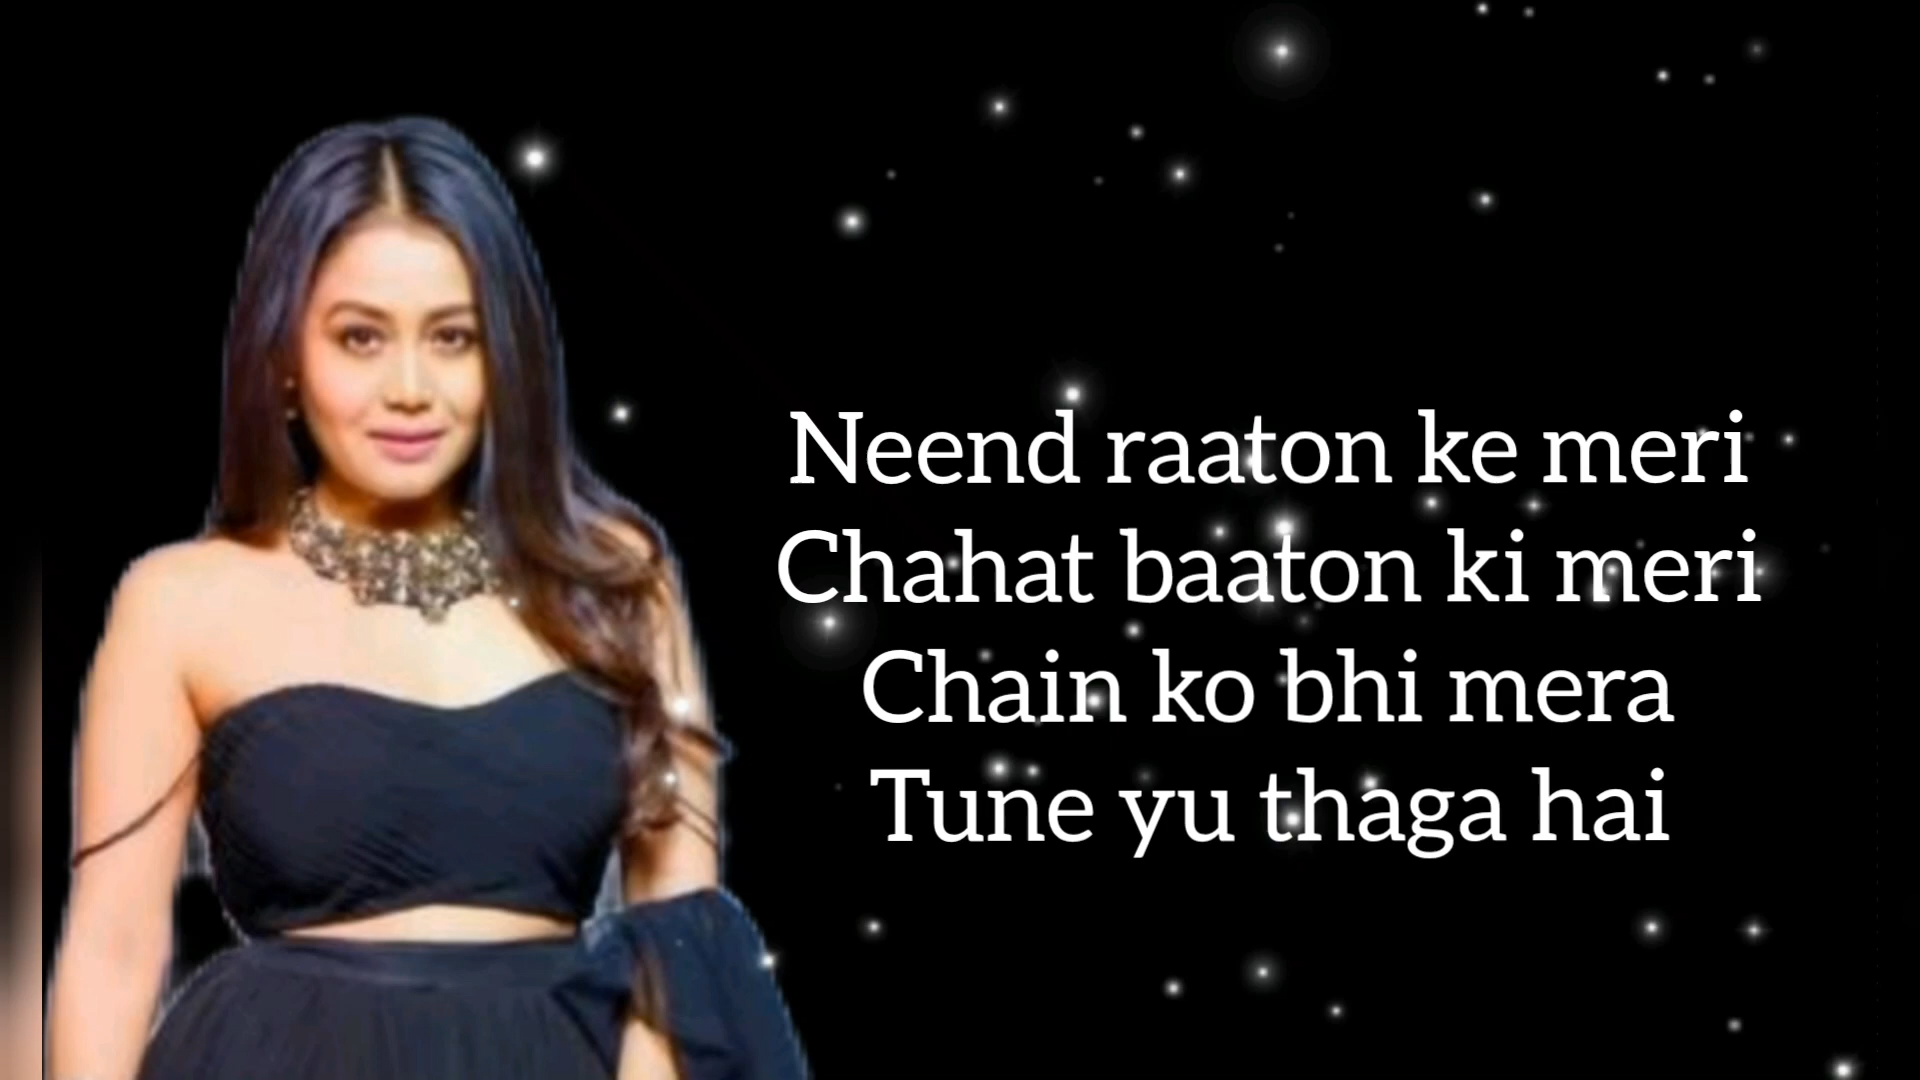 Neend raaton ke meri
Chahat baaton ki meri
Chain ko bhi mera
Tune yu thaga hai